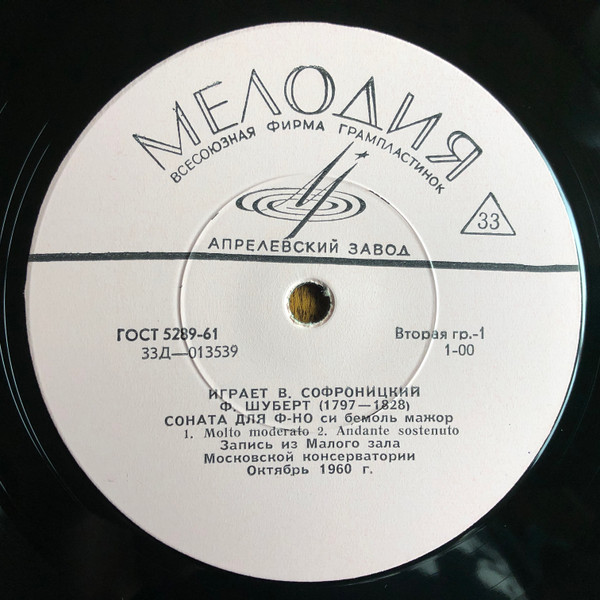 МЕЛОДИЯ
ВСЕСОЮЗНАЯ ФИРМА ГРАМПЛАСТИНОК
33
АПРЕЛЕВСКИЙ ЗАВОД
ГОСТ 5289-61
Вторая гр.-1
33Д—013539
1-00
ИГРАЕТ В. СОФРОНИЦКИЙ
Ф. ШУБЕРТ (1797—1828)
СОНАТА ДЛЯ Ф-НО си бемоль мажор
1. Molto moderato 2. Andante sostenuto
Запись из Малого зала
Московской консерватории
Октябрь 1960 г.